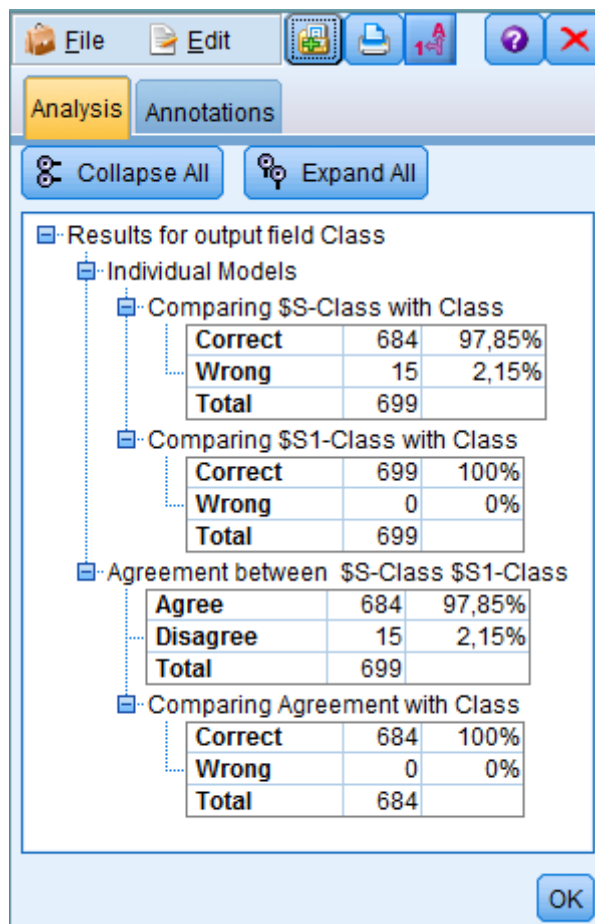 File Edit 1 A ?
Analysis Annotations
Collapse All Expand All
Results for output field Class
Individual Models
Comparing $S-Class with Class
Correct 684 97,85%
Wrong 15 2,15%
Total 699
Comparing $S1-Class with Class
Correct 699 100%
Wrong 0 0%
Total 699
Agreement between $S-Class $S1-Class
Agree 684 97,85%
Disagree 15 2,15%
Total 699
Comparing Agreement with Class
Correct 684 100%
Wrong 0 0%
Total 684
OK